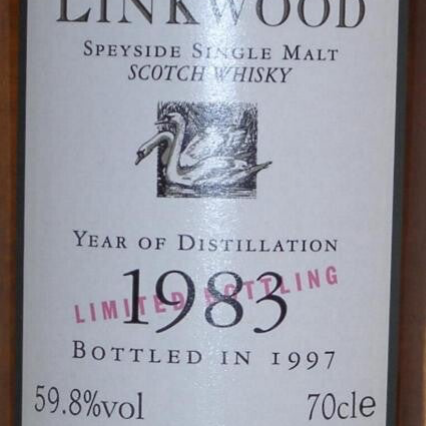 LINKWOOD
SPEYSIDE SINGLE MALT
SCOTCH WHISKY
YEAR OF DISTILLATION
1983
LIMITED BOTTLING
BOTTLED IN 1997
59.8%vol 70cle